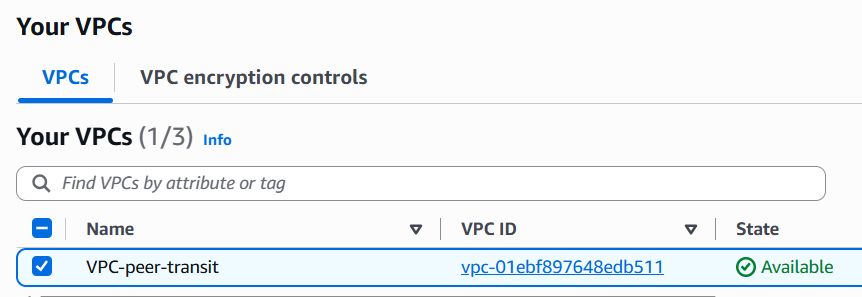 Your VPCs
VPCs VPC encryption controls
Your VPCs (1/3) Info
Find VPCs by attribute or tag
Name VPC ID State
VPC-peer-transit vpc-01ebf897648edb511 Available